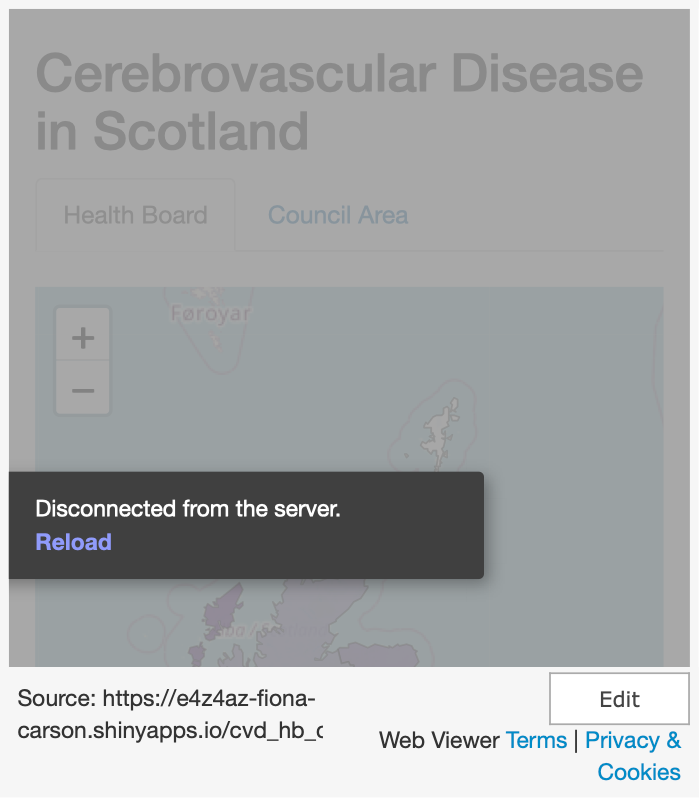 Cerebrovascular Disease
in Scotland
Health Board
Council Area
Føroyar
+
−
Disconnected from the server.
Reload
Source: https://e4z4az-fiona-
carson.shinyapps.io/cvd_hb_
Edit
Web Viewer Terms | Privacy &
Cookies